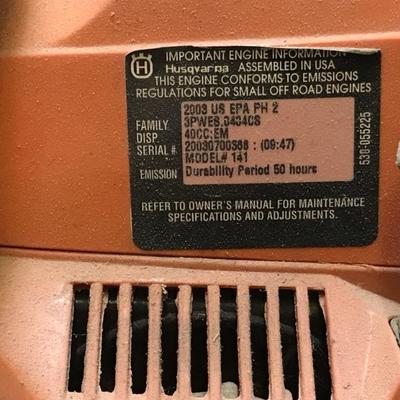 IMPORTANT ENGINE INFORMATION
H Husqvarna ASSEMBLED IN USA
THIS ENGINE CONFORMS TO EMISSIONS
REGULATIONS FOR SMALL OFF ROAD ENGINES
2003 US EPA PH 2
FAMILY 3PWES.0404CS
DISP. 40CC:EM
SERIAL # : (09:47)
MODEL# 141
EMISSION Durability Period 50 hours
REFER TO OWNER'S MANUAL FOR MAINTENANCE
SPECIFICATIONS AND ADJUSTMENTS.
530-055225